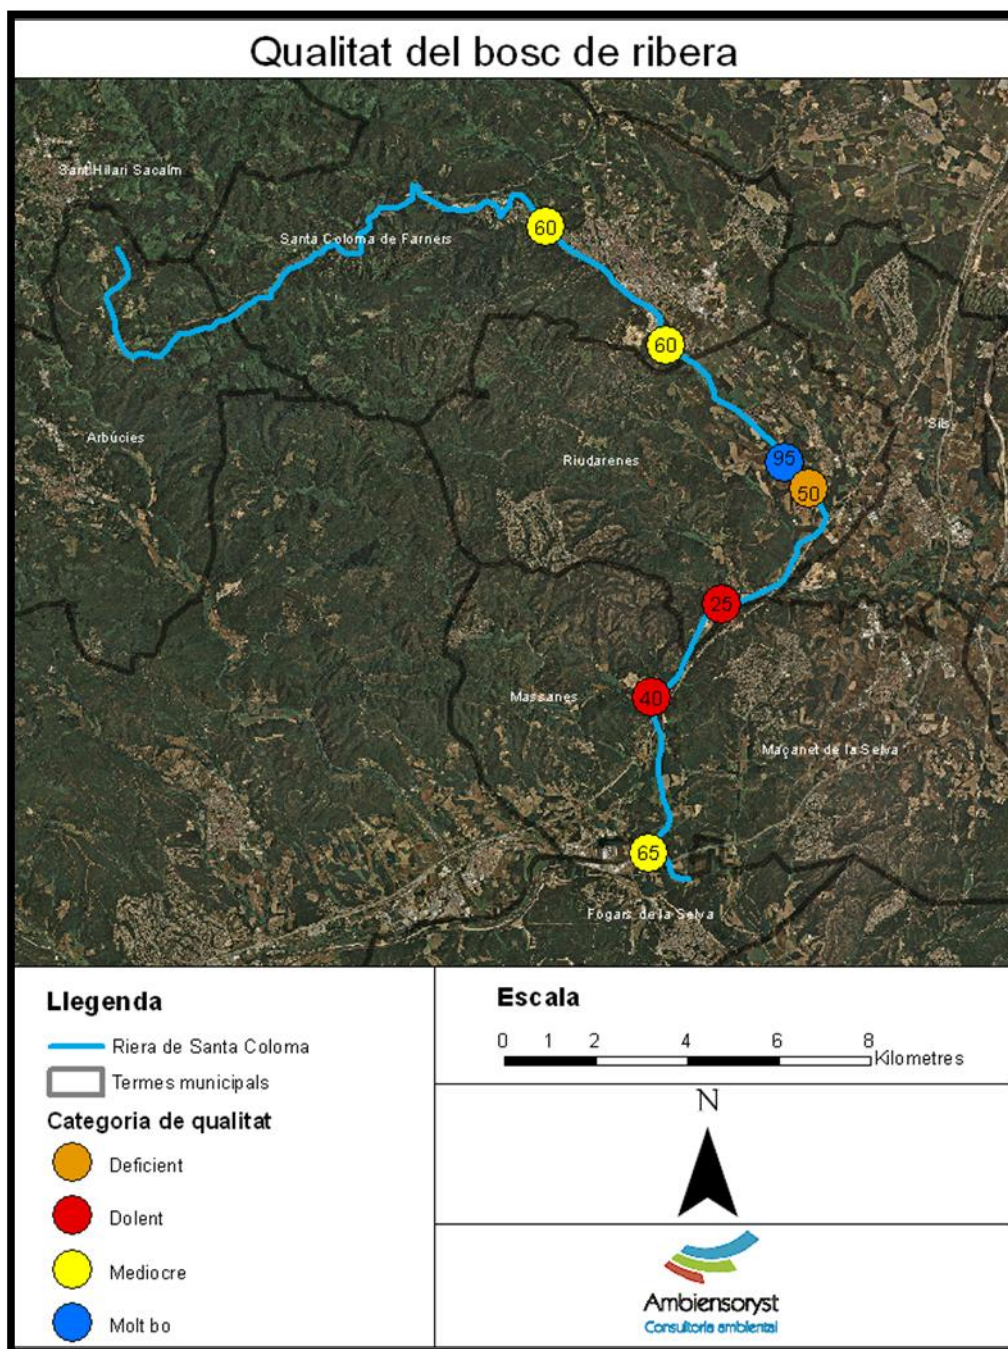 Qualitat del bosc de ribera
Sant Hilari Sacalm
60
Santa Coloma de Farners
60
Sils
Arbúcies
95
Riudarenes
50
25
Massanes
40
Maçanet de la Selva
65
Fogars de la Selva
Llegenda
Riera de Santa Coloma
Termes municipals
Categoria de qualitat
Deficient
Dolent
Mediocre
Molt bo
Escala
0 1 2 4 6 8
Kilometres
N
Ambiensoryst
Consultoria ambiental